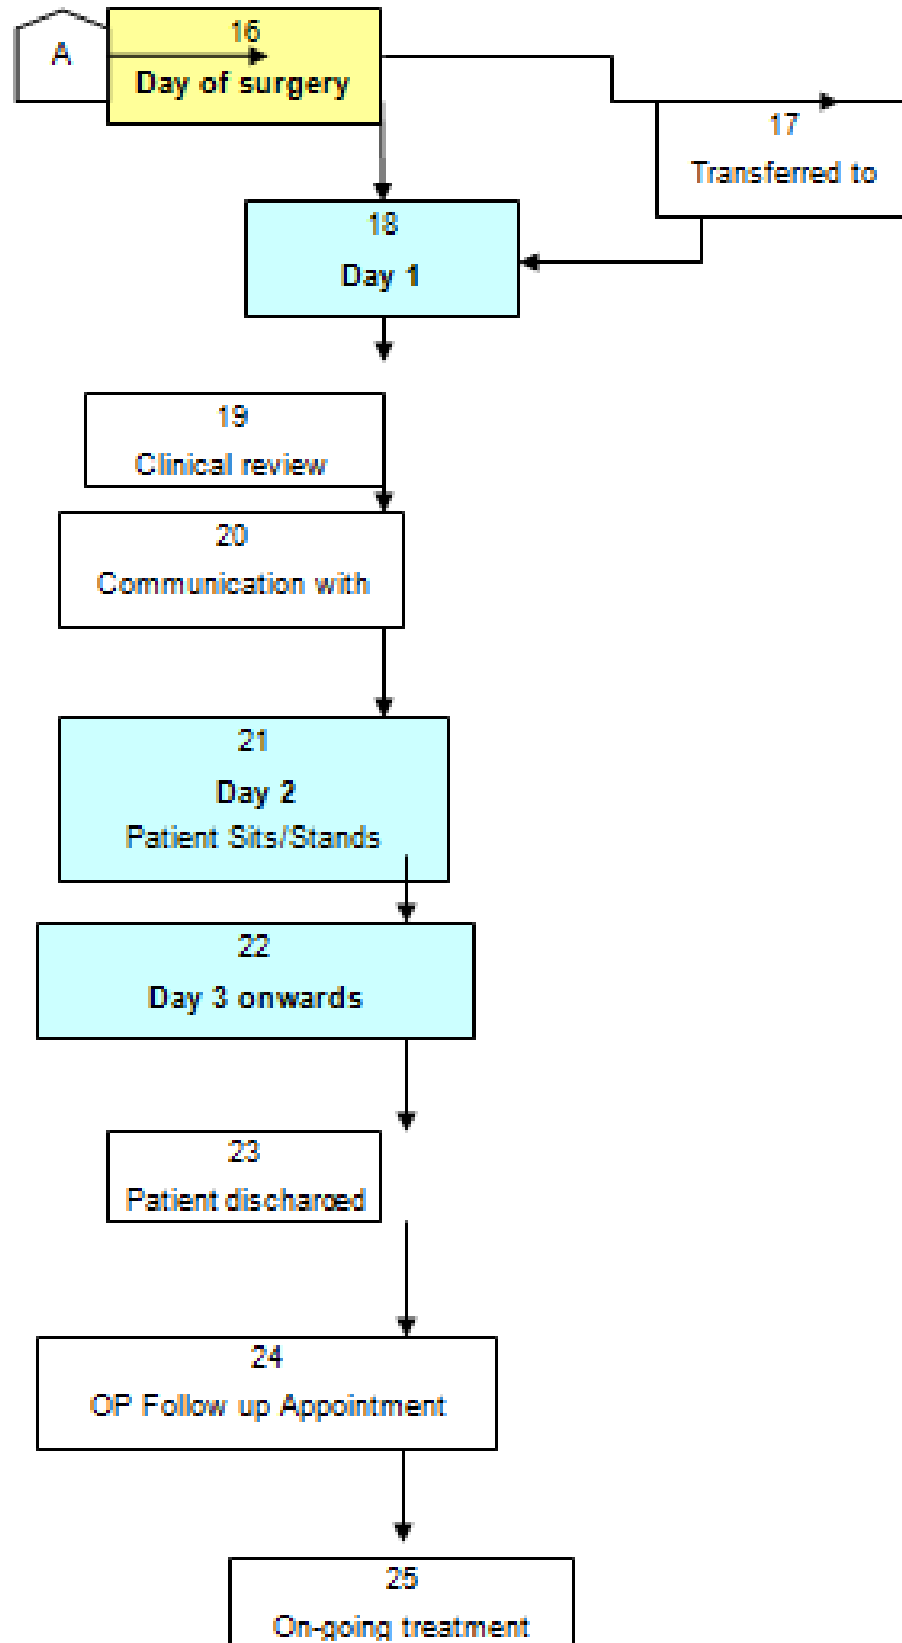 A
16
Day of surgery
17
Transferred to
18
Day 1
19
Clinical review
20
Communication with
21
Day 2
Patient Sits/Stands
22
Day 3 onwards
23
Patient discharged
24
OP Follow up Appointment
25
On-going treatment